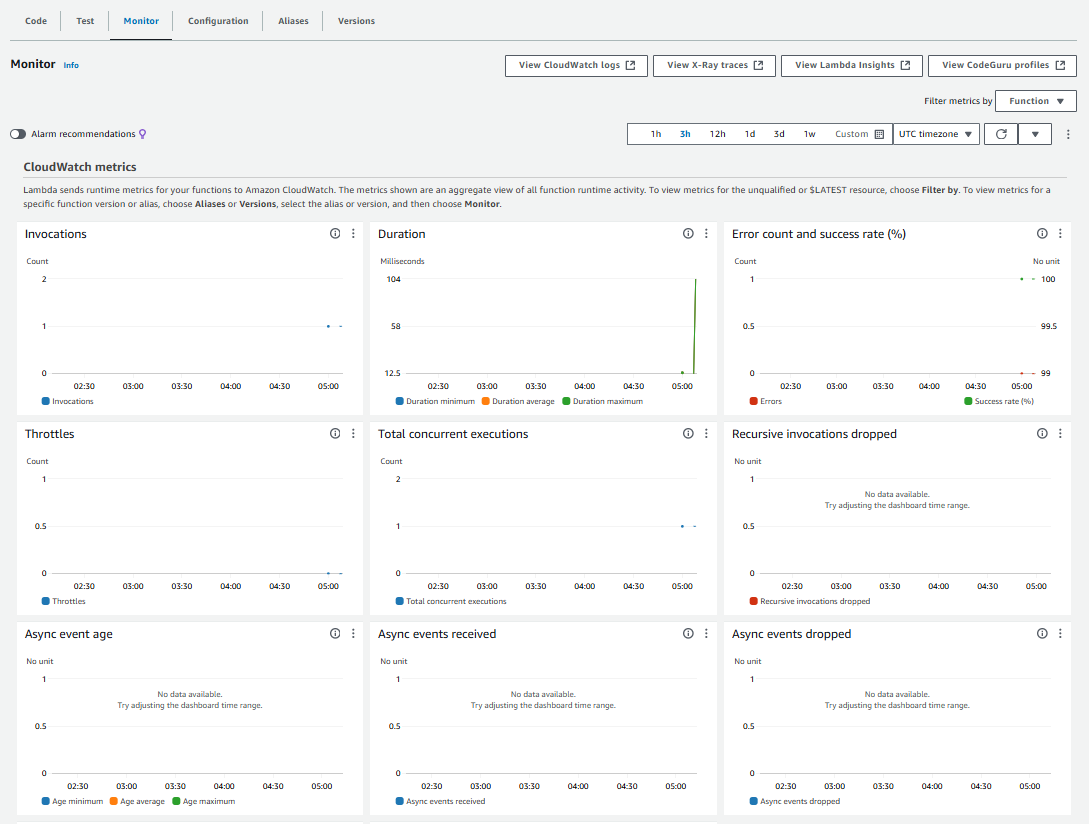 Code Test Monitor Configuration Aliases Versions
Monitor Info
View CloudWatch logs View X-Ray traces View Lambda Insights View CodeGuru profiles
Filter metrics by Function
Alarm recommendations
1h 3h 12h 1d 3d 1w Custom UTC timezone
CloudWatch metrics
Lambda sends runtime metrics for your functions to Amazon CloudWatch. The metrics shown are an aggregate view of all function runtime activity. To view metrics for the unqualified or $LATEST resource, choose Filter by. To view metrics for a
specific function version or alias, choose Aliases or Versions, select the alias or version, and then choose Monitor.
Invocations
Count
2
1
0
02:30 03:00 03:30 04:00 04:30 05:00
Invocations
Duration
Milliseconds
104
58
12.5
02:30 03:00 03:30 04:00 04:30 05:00
Duration minimum Duration average Duration maximum
Error count and success rate (%)
Count No unit
1 100
0.5 99.5
0 99
02:30 03:00 03:30 04:00 04:30 05:00
Errors Success rate (%)
Throttles
Count
1
0.5
0
02:30 03:00 03:30 04:00 04:30 05:00
Throttles
Total concurrent executions
Count
2
1
0
02:30 03:00 03:30 04:00 04:30 05:00
Total concurrent executions
Recursive invocations dropped
No unit
1
No data available.
Try adjusting the dashboard time range.
0.5
0
02:30 03:00 03:30 04:00 04:30 05:00
Recursive invocations dropped
Async event age
No unit
1
No data available.
Try adjusting the dashboard time range.
0.5
0
02:30 03:00 03:30 04:00 04:30 05:00
Age minimum Age average Age maximum
Async events received
No unit
1
No data available.
Try adjusting the dashboard time range.
0.5
0
02:30 03:00 03:30 04:00 04:30 05:00
Async events received
Async events dropped
No unit
1
No data available.
Try adjusting the dashboard time range.
0.5
0
02:30 03:00 03:30 04:00 04:30 05:00
Async events dropped